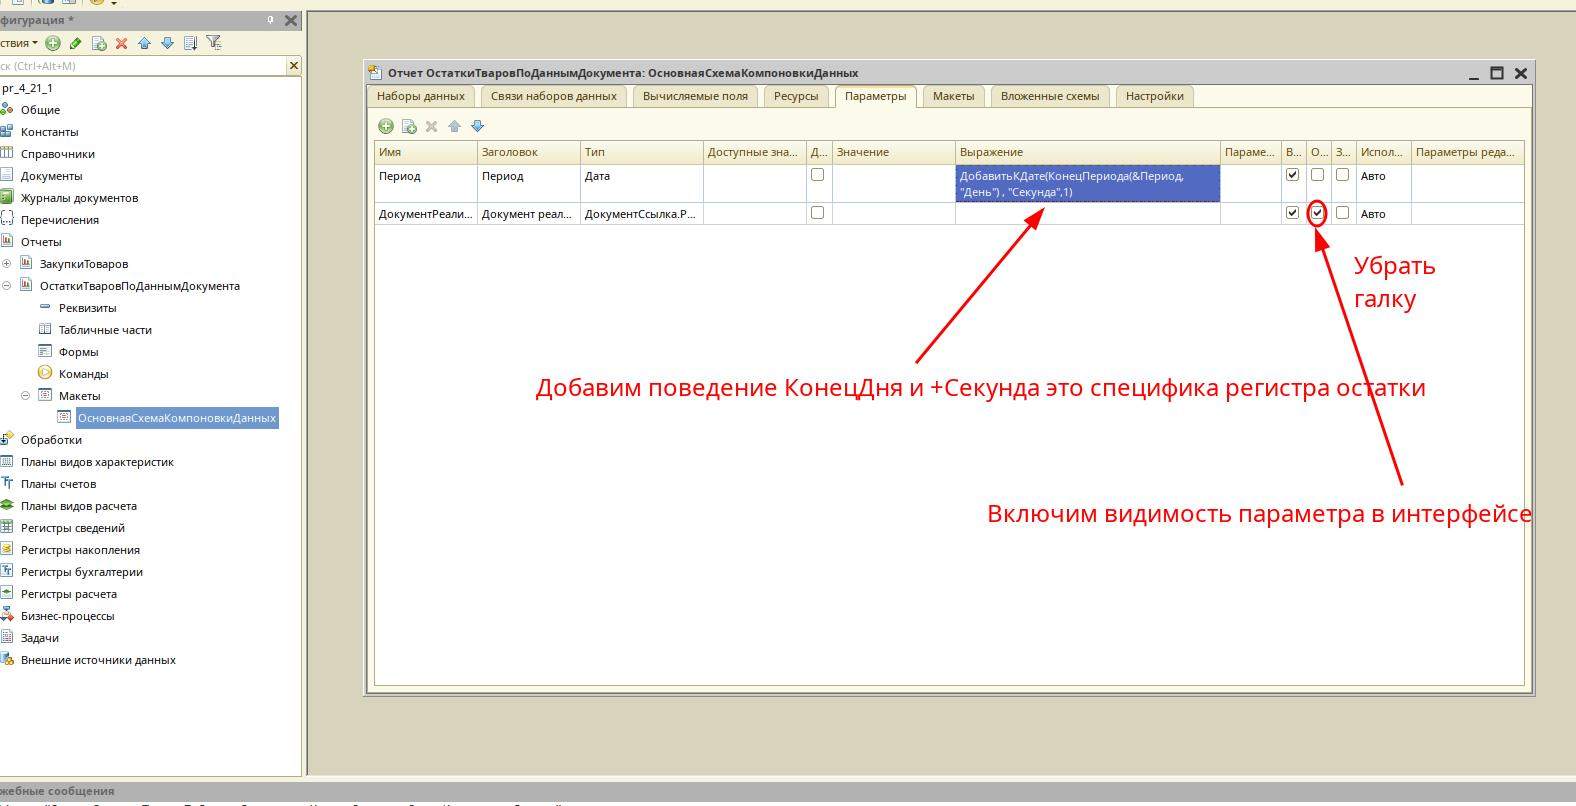 фигурация *
ствия
ск (Ctrl+Alt+M)
pr_4_21_1
Общие
Константы
Справочники
Документы
Журналы документов
Перечисления
Отчеты
ЗакупкиТоваров
ОстаткиТваровПоДаннымДокумента
Реквизиты
Табличные части
Формы
Команды
Макеты
ОсновнаяСхемаКомпоновкиДанных
Обработки
Планы видов характеристик
Планы счетов
Планы видов расчета
Регистры сведений
Регистры накопления
Регистры бухгалтерии
Регистры расчета
Бизнес-процессы
Задачи
Внешние источники данных
Отчет ОстаткиТваровПоДаннымДокумента: ОсновнаяСхемаКомпоновкиДанных
Наборы данных Связи наборов данных Вычисляемые поля Ресурсы Параметры Макеты Вложенные схемы Настройки
Имя Заголовок Тип Доступные зна... Д... Значение Выражение Параме... В... О... З... Испол... Параметры реда...
Период Период Дата ДобавитьКДате(КонецПериода(&Период, Авто
"День") , "Секунда",1)
ДокументРеали... Документ реал... ДокументСсылка.Р... Авто
Убрать
галку
Добавим поведение КонецДня и +Секунда это специфика регистра остатки
Включим видимость параметра в интерфейсе
жебные сообщения